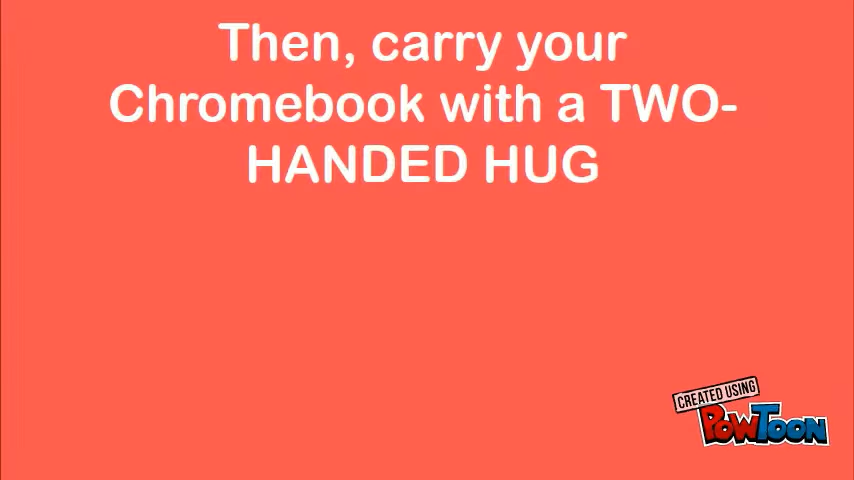 Then, carry your
Chromebook with a TWO-
HANDED HUG
CREATED USING
POWTOON